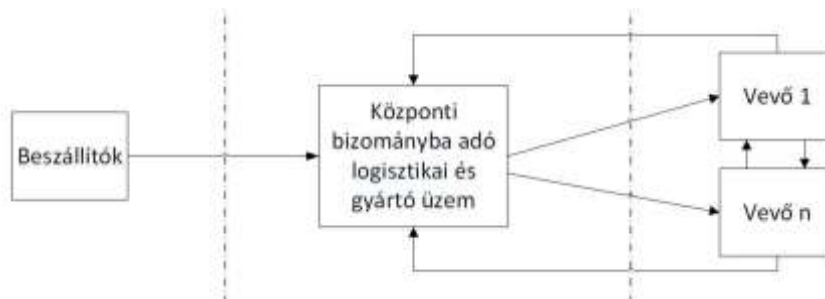 Beszállítók
Központi
bizományba adó
logisztikai és
gyártó üzem
Vevő 1
Vevő n